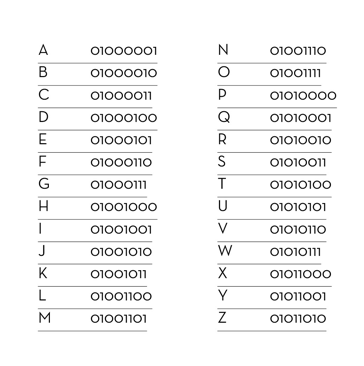 A 01000001
B 01000010
C 01000011
D 01000100
E 01000101
F 01000110
G 01000111
H 01001000
I 01001001
J 01001010
K 01001011
L 01001100
M 01001101
N 01001110
O 01001111
P 01010000
Q 01010001
R 01010010
S 01010011
T 01010100
U 01010101
V 01010110
W 01010111
X 01011000
Y 01011001
Z 01011010